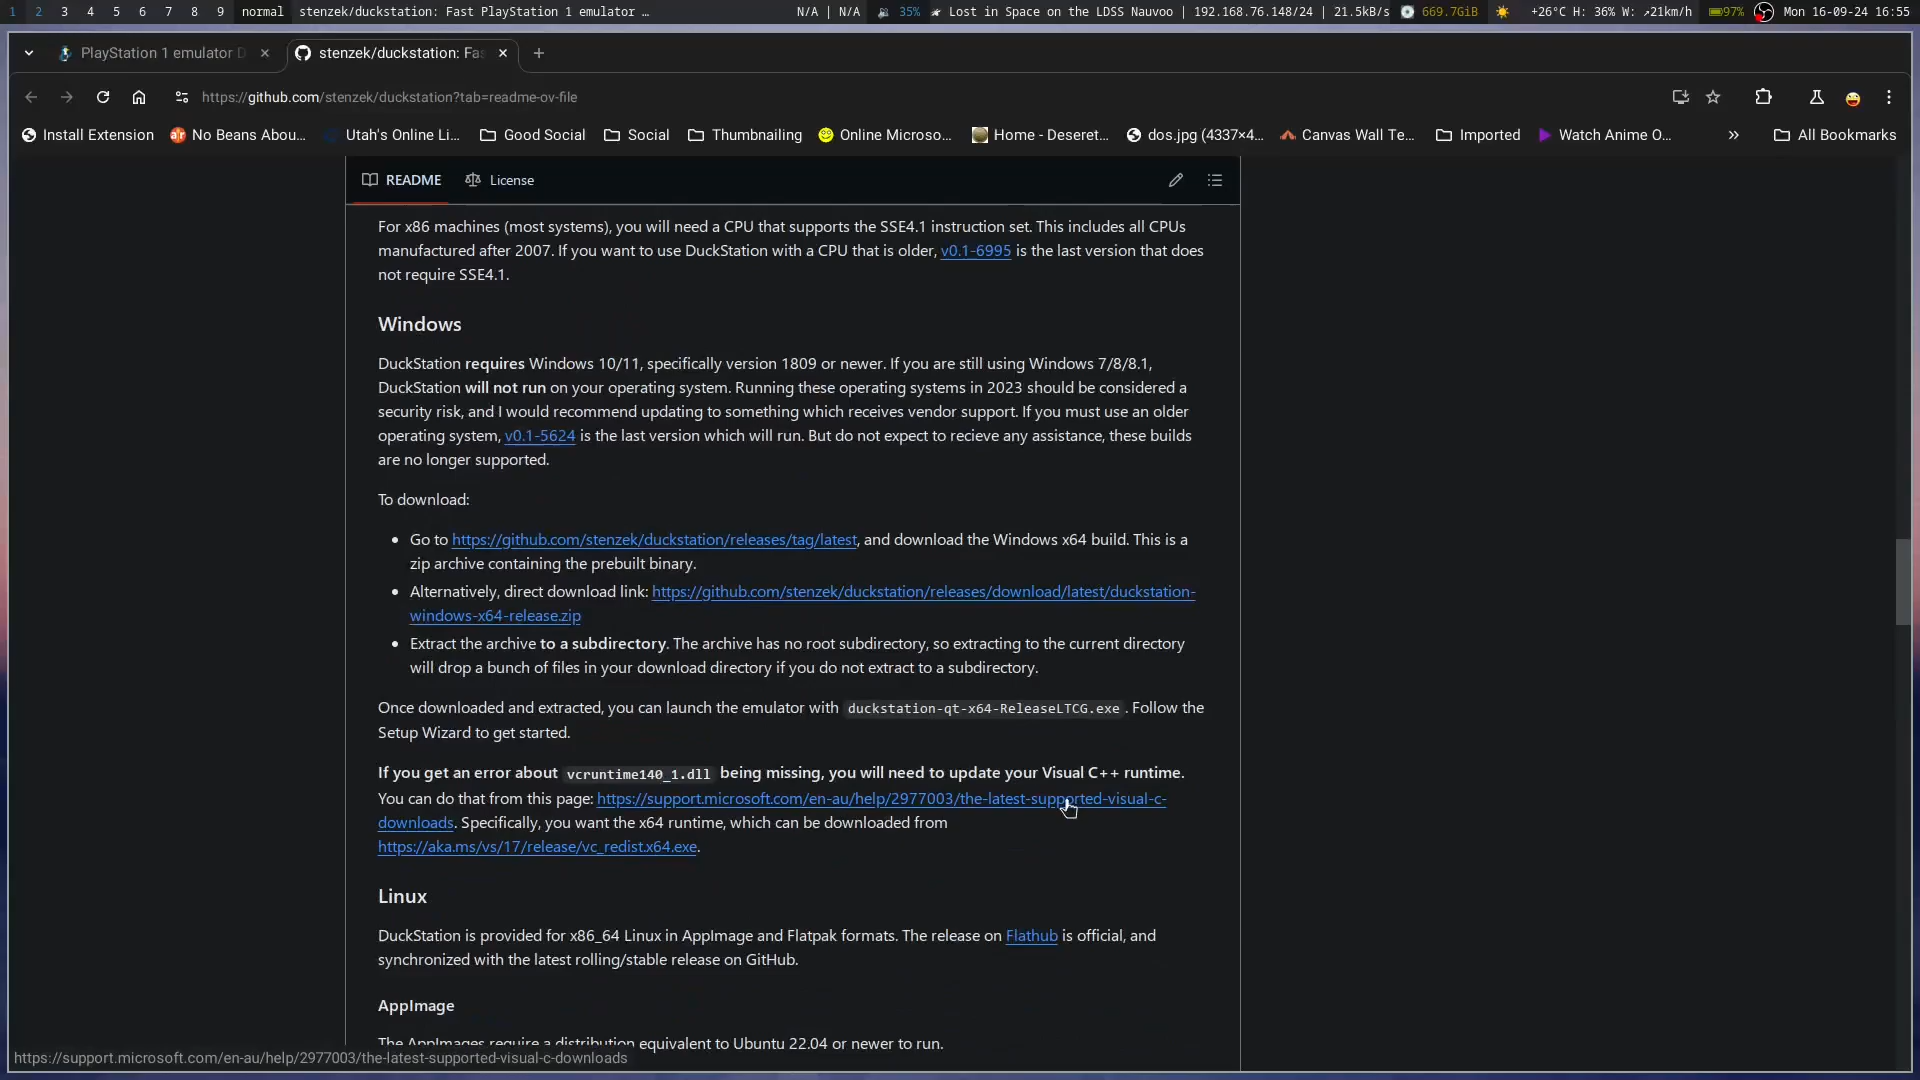 1 2 3 4 5 6 7 8 9 normal stenzek/duckstation: Fast PlayStation 1 emulator … N/A | N/A 35% Lost in Space on the LDSS Nauvoo | 192.168.76.148/24 | 21.5kB/s 669.7GiB +26°C H: 36% W: ↗21km/h 97% Mon 16-09-24 16:55
PlayStation 1 emulator D stenzek/duckstation: Fa
https://github.com/stenzek/duckstation?tab=readme-ov-file
Install Extension No Beans Abou... Utah's Online Li... Good Social Social Thumbnailing Online Microso... Home - Deseret... dos.jpg (4337×4... Canvas Wall Te... Imported Watch Anime O... » All Bookmarks
README License
For x86 machines (most systems), you will need a CPU that supports the SSE4.1 instruction set. This includes all CPUs
manufactured after 2007. If you want to use DuckStation with a CPU that is older, v0.1-6995 is the last version that does
not require SSE4.1.
Windows
DuckStation requires Windows 10/11, specifically version 1809 or newer. If you are still using Windows 7/8/8.1,
DuckStation will not run on your operating system. Running these operating systems in 2023 should be considered a
security risk, and I would recommend updating to something which receives vendor support. If you must use an older
operating system, v0.1-5624 is the last version which will run. But do not expect to recieve any assistance, these builds
are no longer supported.
To download:
• Go to https://github.com/stenzek/duckstation/releases/tag/latest, and download the Windows x64 build. This is a
zip archive containing the prebuilt binary.
• Alternatively, direct download link: https://github.com/stenzek/duckstation/releases/download/latest/duckstation-
windows-x64-release.zip
• Extract the archive to a subdirectory. The archive has no root subdirectory, so extracting to the current directory
will drop a bunch of files in your download directory if you do not extract to a subdirectory.
Once downloaded and extracted, you can launch the emulator with duckstation-qt-x64-ReleaseLTCG.exe. Follow the
Setup Wizard to get started.
If you get an error about vcruntime140_1.dll being missing, you will need to update your Visual C++ runtime.
You can do that from this page: https://support.microsoft.com/en-au/help/2977003/the-latest-supported-visual-c-
downloads. Specifically, you want the x64 runtime, which can be downloaded from
https://aka.ms/vs/17/release/vc_redist.x64.exe.
Linux
DuckStation is provided for x86_64 Linux in AppImage and Flatpak formats. The release on Flathub is official, and
synchronized with the latest rolling/stable release on GitHub.
AppImage
The AppImages require a distribution equivalent to Ubuntu 22.04 or newer to run.
https://support.microsoft.com/en-au/help/2977003/the-latest-supported-visual-c-downloads